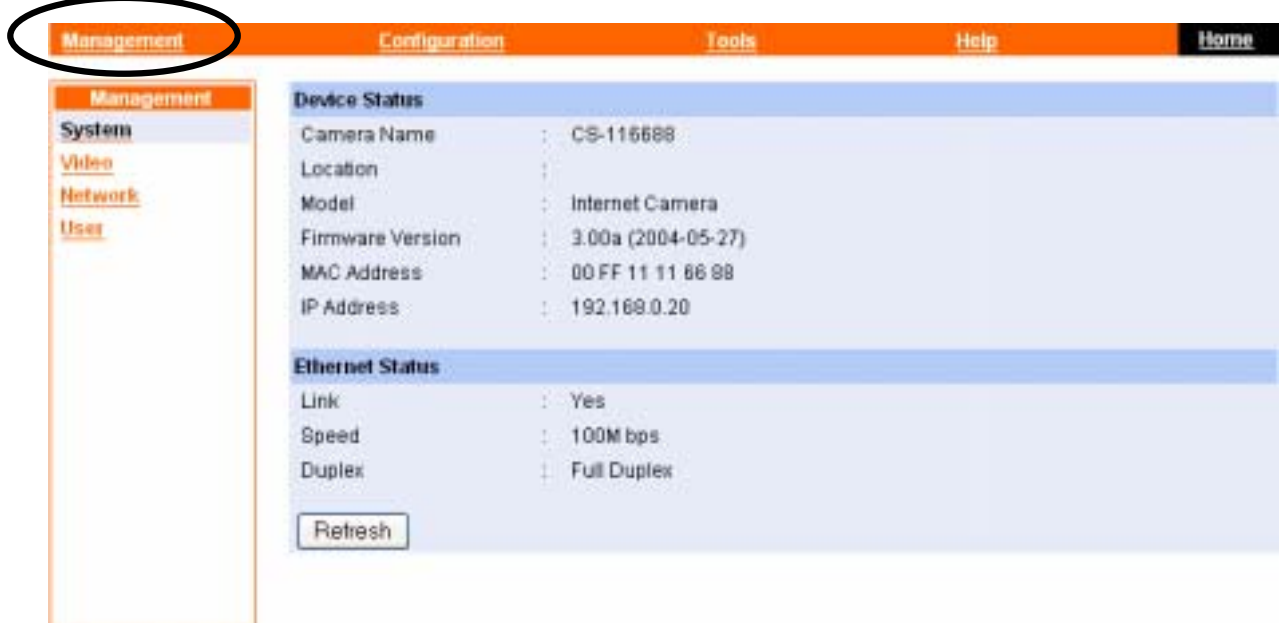 Management Configuration Tools Help Home
Management
System
Video
Network
User
Device Status
Camera Name : CS-116688
Location :
Model : Internet Camera
Firmware Version : 3.00a (2004-05-27)
MAC Address : 00 FF 11 11 66 88
IP Address : 192.168.0.20
Ethernet Status
Link : Yes
Speed : 100M bps
Duplex : Full Duplex
Refresh